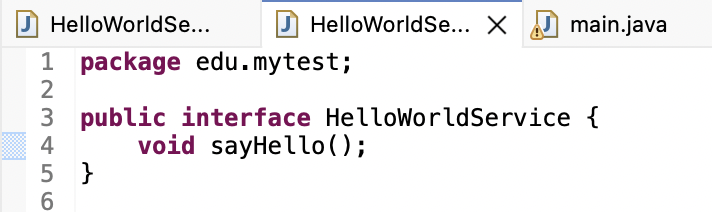 HelloWorldSe... HelloWorldSe... main.java
1 package edu.mytest;
2
3 public interface HelloWorldService {
4     void sayHello();
5 }
6